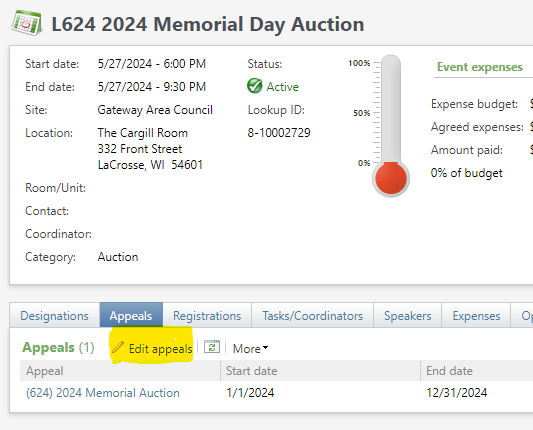 L624 2024 Memorial Day Auction
Start date: 5/27/2024 - 6:00 PM Status: 100% Event expenses
End date: 5/27/2024 - 9:30 PM Active
Site: Gateway Area Council Lookup ID: Expense budget: $
Location: The Cargill Room 8-10002729 50% Agreed expenses: $
332 Front Street Amount paid: $
LaCrosse, WI 54601 0% 0% of budget
Room/Unit:
Contact:
Coordinator:
Category: Auction
Designations Appeals Registrations Tasks/Coordinators Speakers Expenses
Appeals (1) Edit appeals More
Appeal Start date End date
(624) 2024 Memorial Auction 1/1/2024 12/31/2024